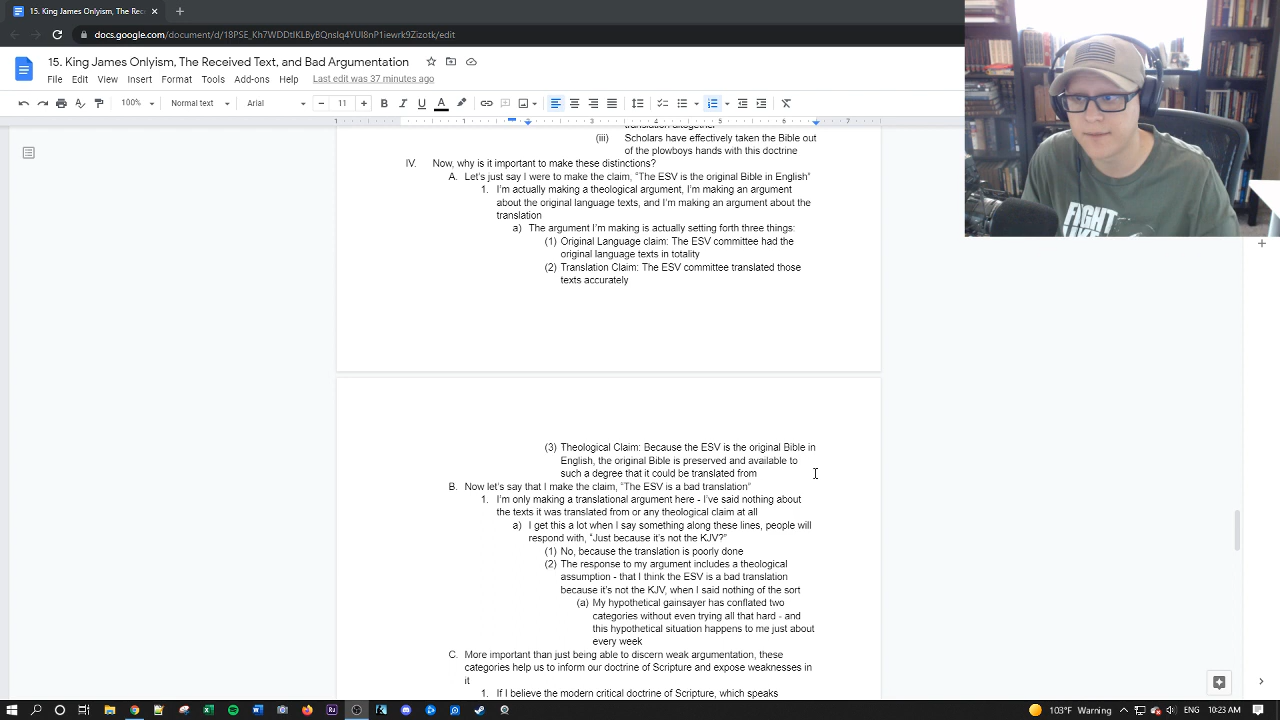 15. King James Onlyism, The Rec
docs.google.com
15. King James Onlyism, The Received Text, and Bad Argumentation
File Edit View Insert Format Tools Add-ons Last edit was 37 minutes ago
100% Normal text Arial 11
(iii) Scholars have effectively taken the Bible out
of the plowboys hands with this doctrine
IV. Now, why is it important to make these distinctions?
A. Let's just say I were to make the claim, "The ESV is the original Bible in English"
1. I'm actually making a theological argument, I'm making an argument
about the original language texts, and I'm making an argument about the
translation
a) The argument I'm making is actually setting forth three things:
(1) Original Language claim: The ESV committee had the
original language texts in totality
(2) Translation Claim: The ESV committee translated those
texts accurately
(3) Theological Claim: Because the ESV is the original Bible in
English, the original Bible is preserved and available to
such a degree that it could be translated from
B. Now let's say that I make the claim, "The ESV is a bad translation"
1. I'm only making a translational argument here - I've said nothing about
the texts it was translated from or any theological claim at all
a) I get this a lot when I say something along these lines, people will
respond with, "Just because it's not the KJV?"
(1) No, because the translation is poorly done
(2) The response to my argument includes a theological
assumption - that I think the ESV is a bad translation
because it's not the KJV, when I said nothing of the sort
(a) My hypothetical gainsayer has conflated two
categories without even trying all that hard - and
this hypothetical situation happens to me just about
every week
C. More important than just being able to discern weak argumentation, these
categories help us to inform our doctrine of Scripture and expose weaknesses in
it
1. If I believe the modern critical doctrine of Scripture, which speaks
FIGHT
103°F Warning ENG 10:23 AM